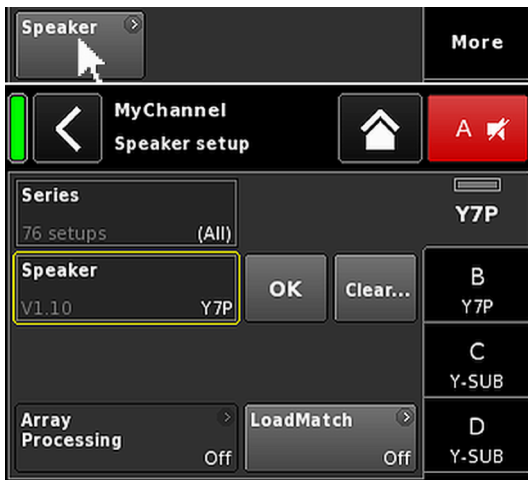 Speaker
More
MyChannel
Speaker setup
A
Series
76 setups (All)
Y7P
Speaker
V1.10 Y7P
OK
Clear...
B
Y7P
C
Y-SUB
Array
Processing
Off
LoadMatch
Off
D
Y-SUB